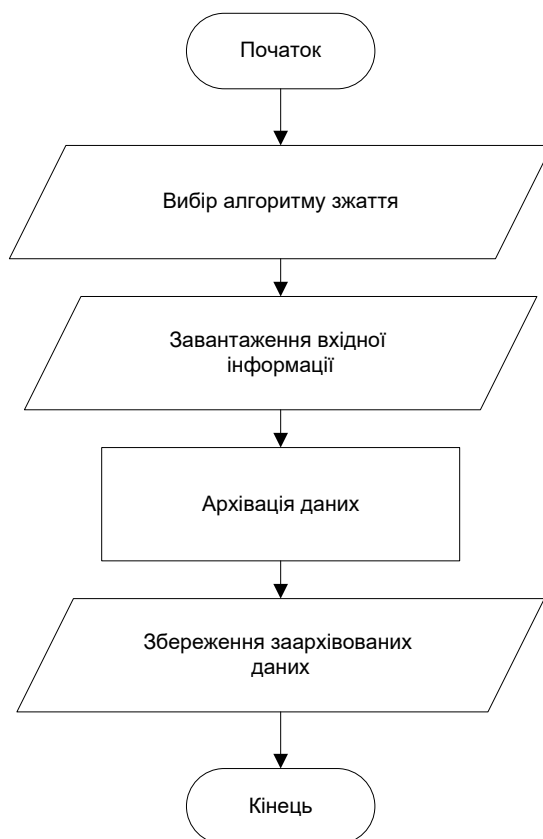 Початок
Вибір алгоритму зжаття
Завантаження вхідної
інформації
Архівація даних
Збереження заархівованих
даних
Кінець